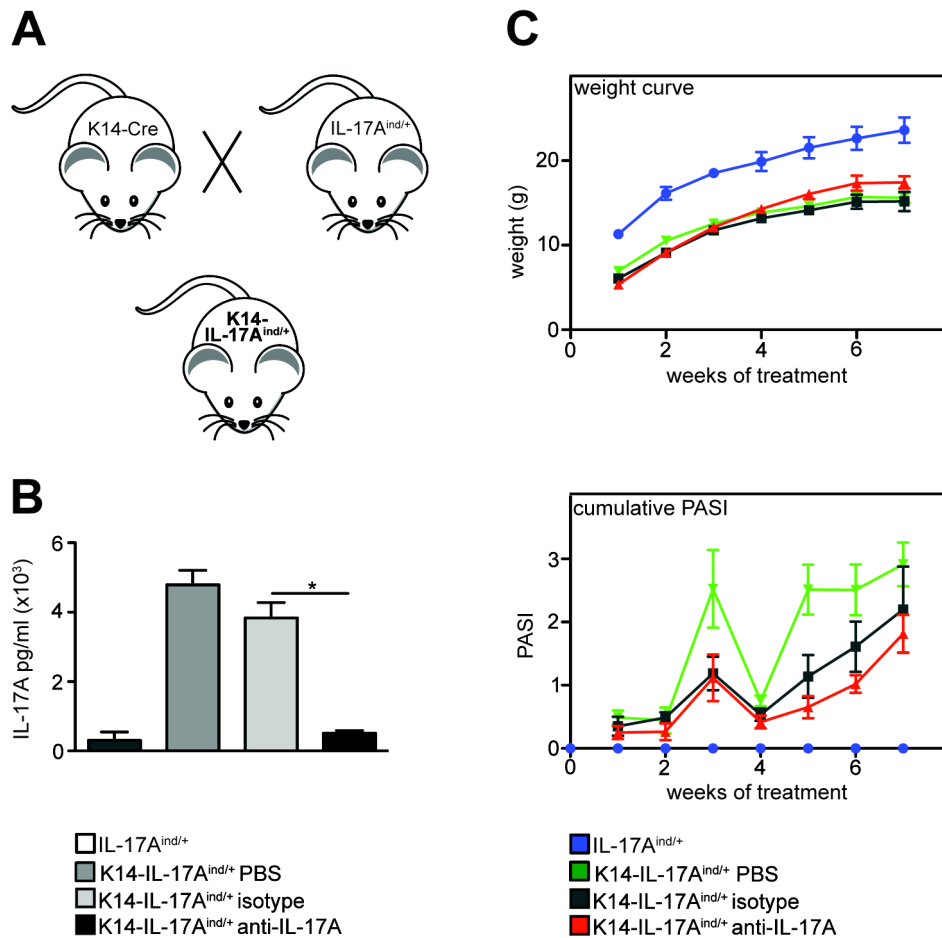 A
K14-Cre
IL-17Aind/+
K14-
IL-17Aind/+
B
IL-17A pg/ml (x10³)
6
4
2
0
*
IL-17Aind/+
K14-IL-17Aind/+ PBS
K14-IL-17Aind/+ isotype
K14-IL-17Aind/+ anti-IL-17A
C
weight curve
weight (g)
20
10
0
0 2 4 6
weeks of treatment
cumulative PASI
PASI
3
2
1
0
0 2 4 6
weeks of treatment
IL-17Aind/+
K14-IL-17Aind/+ PBS
K14-IL-17Aind/+ isotype
K14-IL-17Aind/+ anti-IL-17A